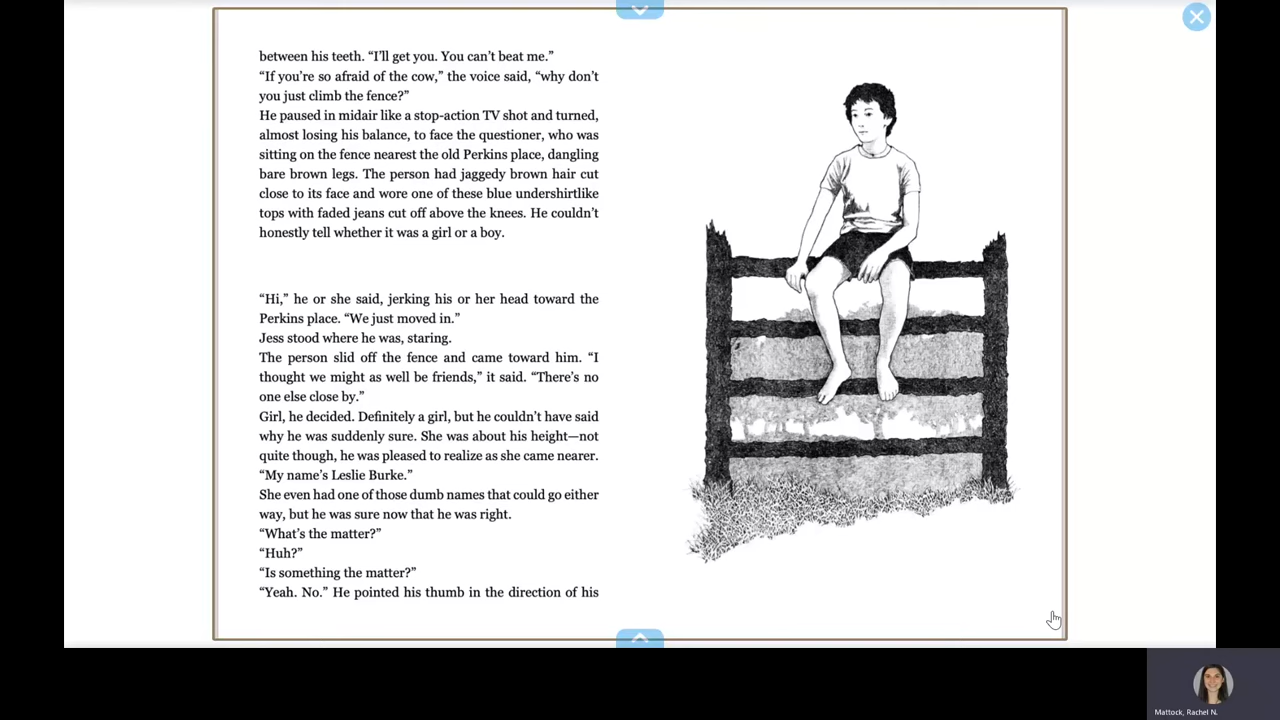 between his teeth. “I’ll get you. You can’t beat me.”
“If you’re so afraid of the cow,” the voice said, “why don’t
you just climb the fence?”
He paused in midair like a stop-action TV shot and turned,
almost losing his balance, to face the questioner, who was
sitting on the fence nearest the old Perkins place, dangling
bare brown legs. The person had jaggedy brown hair cut
close to its face and wore one of these blue undershirtlike
tops with faded jeans cut off above the knees. He couldn’t
honestly tell whether it was a girl or a boy.
“Hi,” he or she said, jerking his or her head toward the
Perkins place. “We just moved in.”
Jess stood where he was, staring.
The person slid off the fence and came toward him. “I
thought we might as well be friends,” it said. “There’s no
one else close by.”
Girl, he decided. Definitely a girl, but he couldn’t have said
why he was suddenly sure. She was about his height—not
quite though, he was pleased to realize as she came nearer.
“My name’s Leslie Burke.”
She even had one of those dumb names that could go either
way, but he was sure now that he was right.
“What’s the matter?”
“Huh?”
“Is something the matter?”
“Yeah. No.” He pointed his thumb in the direction of his
Mattock, Rachel N.